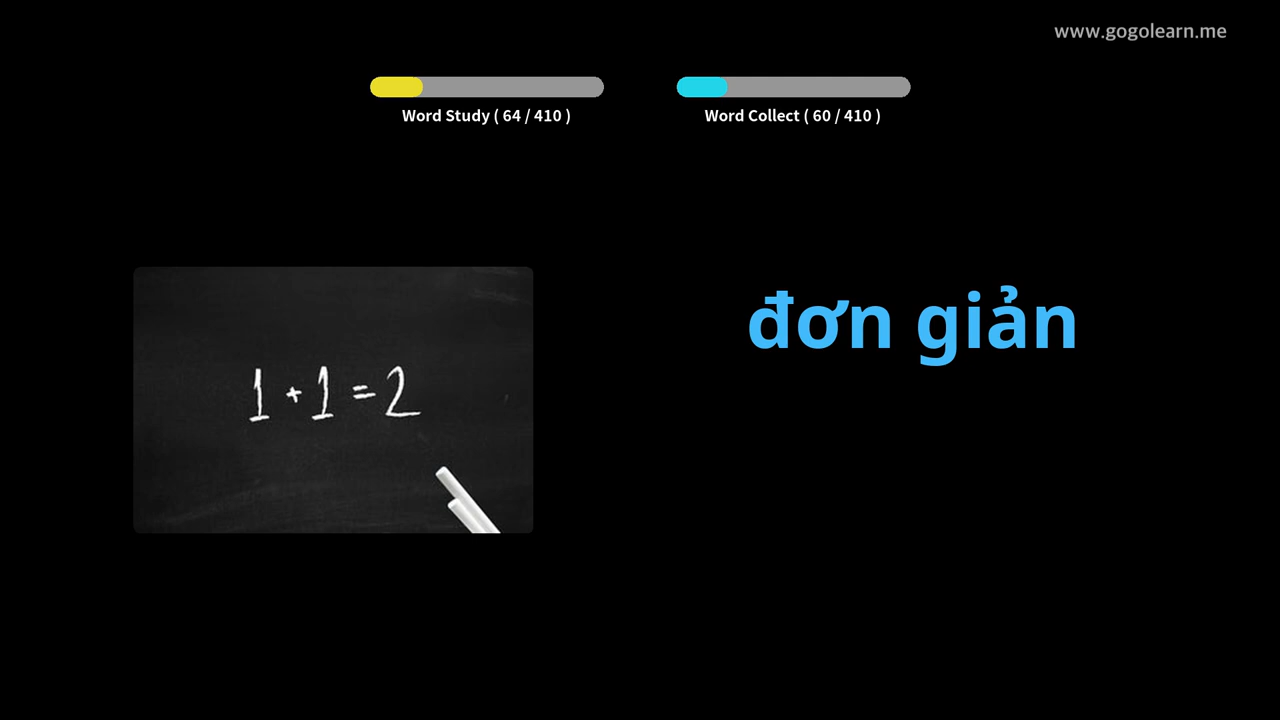 www.gogolearn.me
Word Study ( 64 / 410 )
Word Collect ( 60 / 410 )
đơn giản
1 + 1 = 2